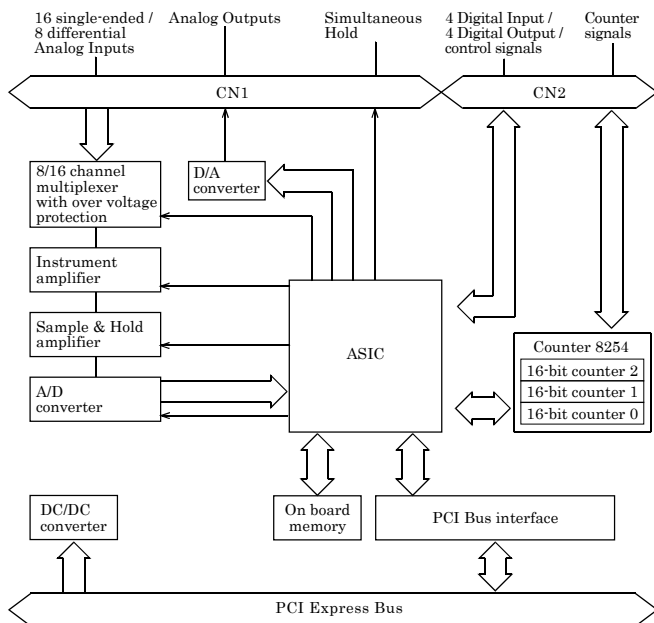 16 single-ended /
8 differential
Analog Inputs
Analog Outputs
Simultaneous
Hold
4 Digital Input /
4 Digital Output /
control signals
Counter
signals
CN1
CN2
8/16 channel
multiplexer
with over voltage
protection
D/A
converter
Instrument
amplifier
Sample & Hold
amplifier
A/D
converter
ASIC
Counter 8254
16-bit counter 2
16-bit counter 1
16-bit counter 0
DC/DC
converter
On board
memory
PCI Bus interface
PCI Express Bus